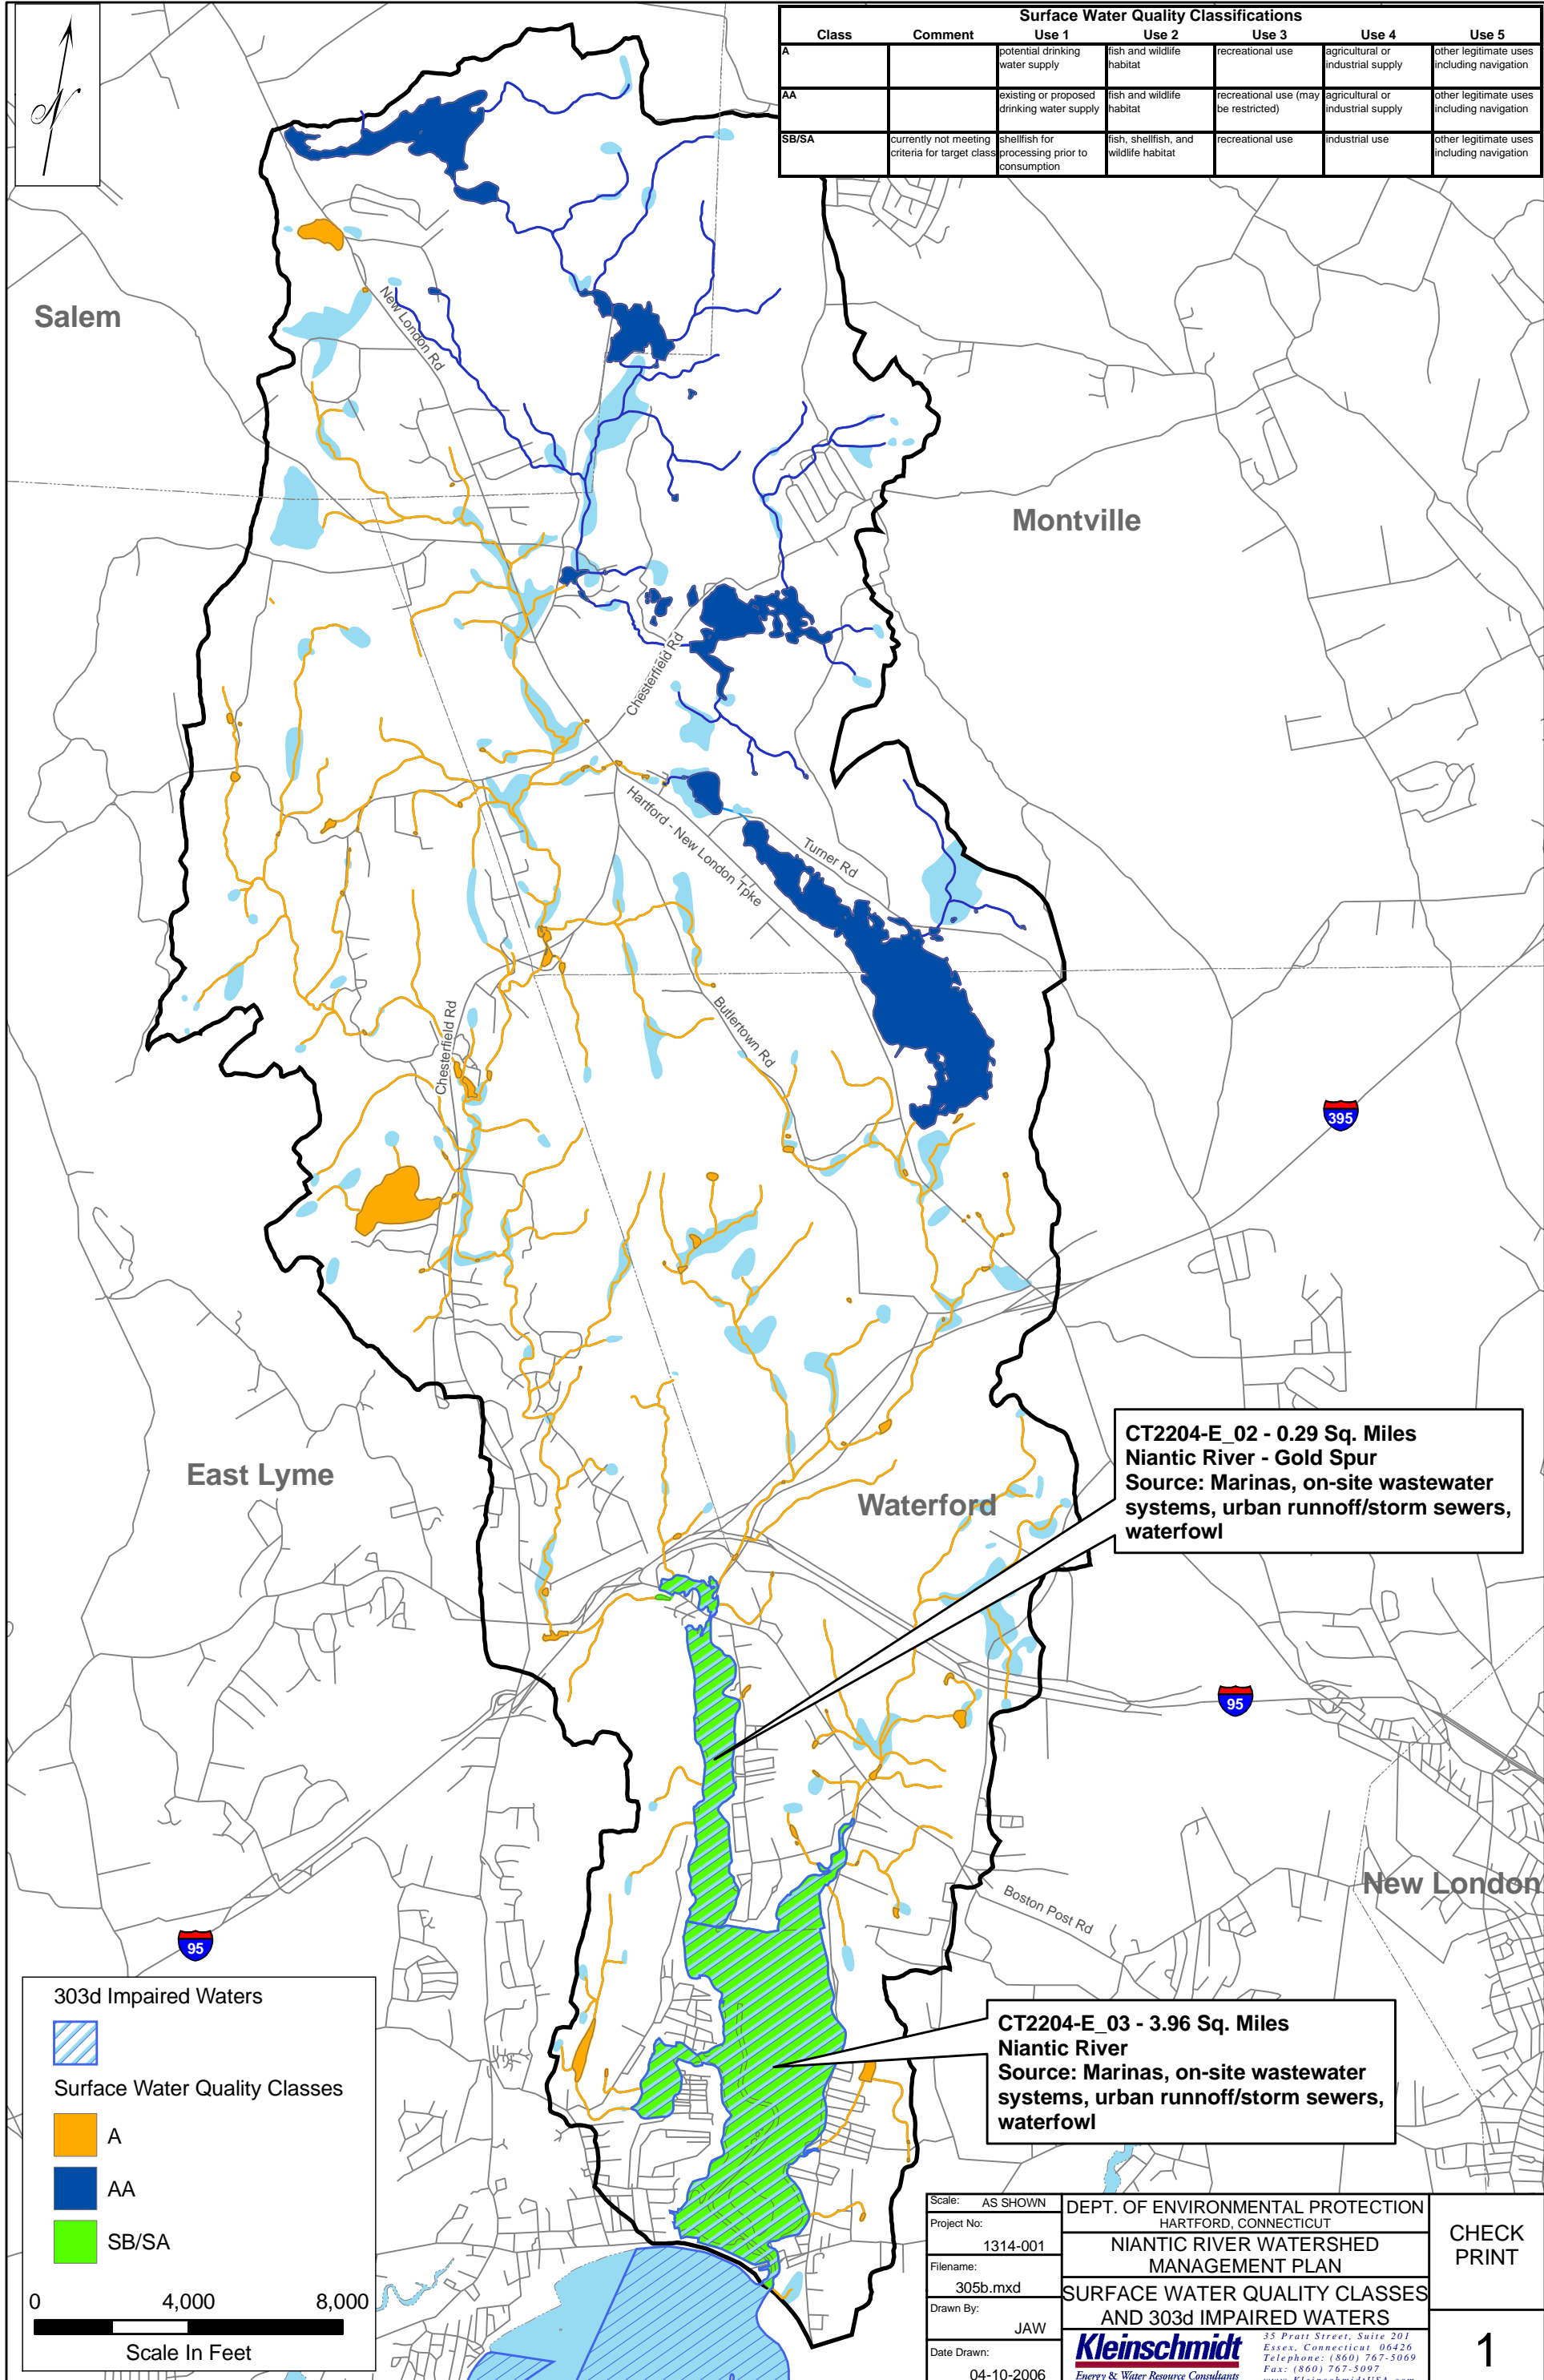 Surface Water Quality Classifications
Class Comment Use 1 Use 2 Use 3 Use 4 Use 5
A potential drinking water supply fish and wildlife habitat recreational use agricultural or industrial supply other legitimate uses including navigation
AA existing or proposed drinking water supply fish and wildlife habitat recreational use (may be restricted) agricultural or industrial supply other legitimate uses including navigation
SB/SA currently not meeting criteria for target class shellfish for processing prior to consumption fish, shellfish, and wildlife habitat recreational use industrial use other legitimate uses including navigation
N
Salem
New London Rd
Montville
Chesterfield Rd
Hartford - New London Tpke
Turner Rd
Chesterfield Rd
Butlertown Rd
395
CT2204-E_02 - 0.29 Sq. Miles
Niantic River - Gold Spur
Source: Marinas, on-site wastewater
systems, urban runnoff/storm sewers,
waterfowl
East Lyme
Waterford
95
New London
Boston Post Rd
95
CT2204-E_03 - 3.96 Sq. Miles
Niantic River
Source: Marinas, on-site wastewater
systems, urban runnoff/storm sewers,
waterfowl
303d Impaired Waters
Surface Water Quality Classes
A
AA
SB/SA
0 4,000 8,000
Scale In Feet
Scale: AS SHOWN
Project No:
1314-001
Filename:
305b.mxd
Drawn By:
JAW
Date Drawn:
04-10-2006
DEPT. OF ENVIRONMENTAL PROTECTION
HARTFORD, CONNECTICUT
NIANTIC RIVER WATERSHED
MANAGEMENT PLAN
SURFACE WATER QUALITY CLASSES
AND 303d IMPAIRED WATERS
Kleinschmidt
Energy & Water Resource Consultants
35 Pratt Street, Suite 201
Essex, Connecticut 06426
Telephone: (860) 767-5069
Fax: (860) 767-5097
www.KleinschmidtUSA.com
CHECK
PRINT
1